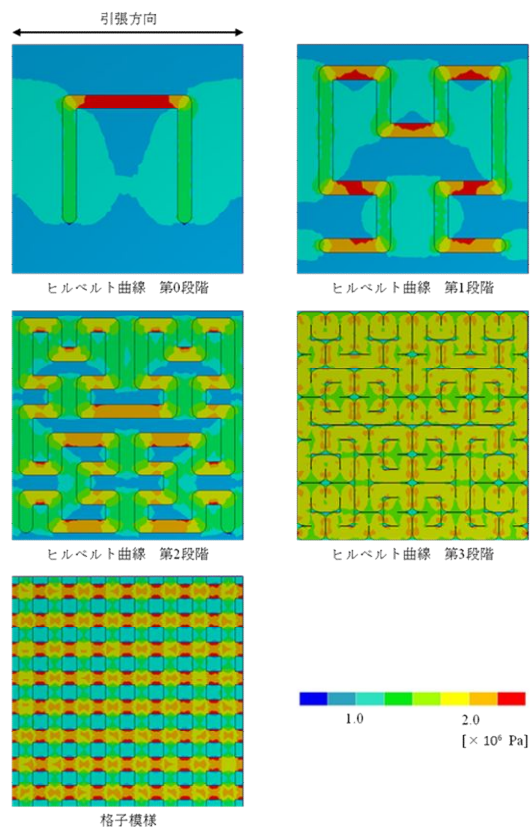 引張方向
ヒルベルト曲線 第0段階
ヒルベルト曲線 第1段階
ヒルベルト曲線 第2段階
ヒルベルト曲線 第3段階
1.0 2.0
[× 10⁶ Pa]
格子模様